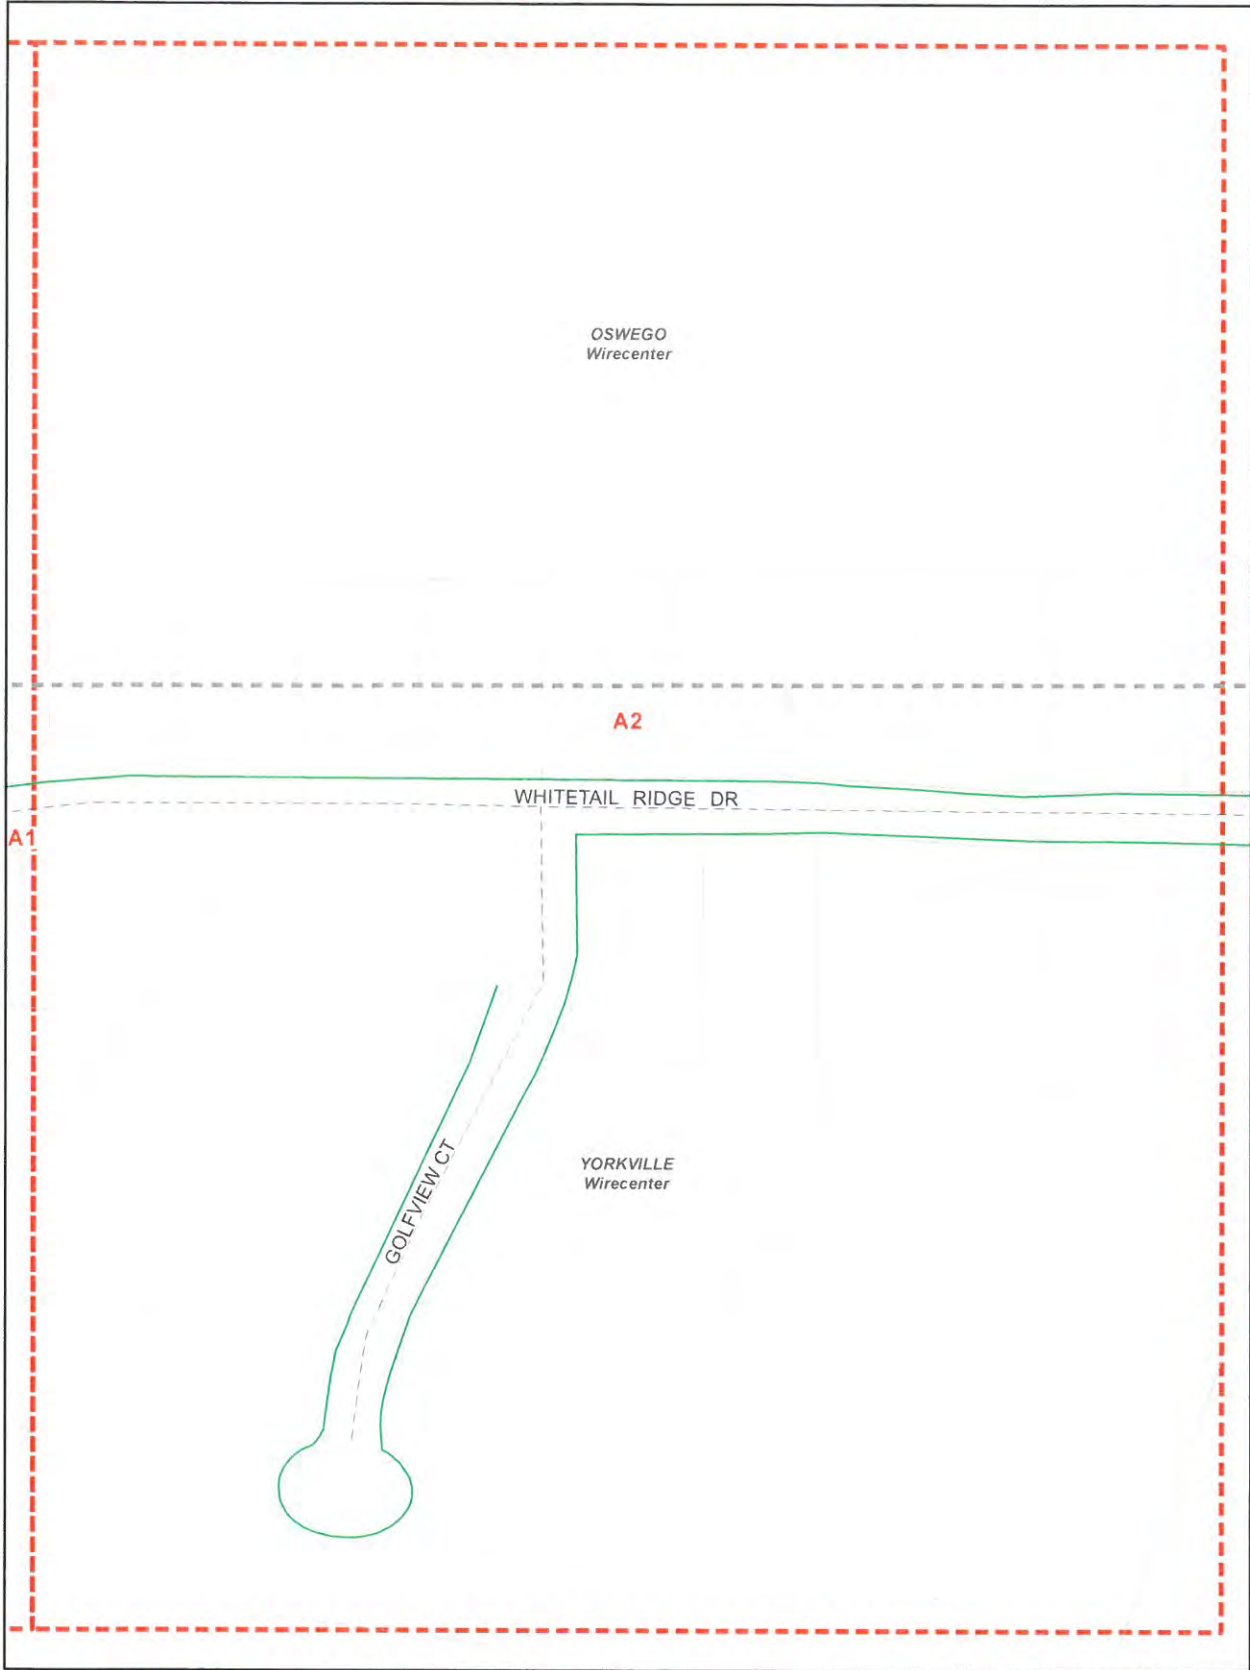 OSWEGO
Wirecenter
A2
WHITETAIL RIDGE DR
A1
GOLFVIEW CT
YORKVILLE
Wirecenter